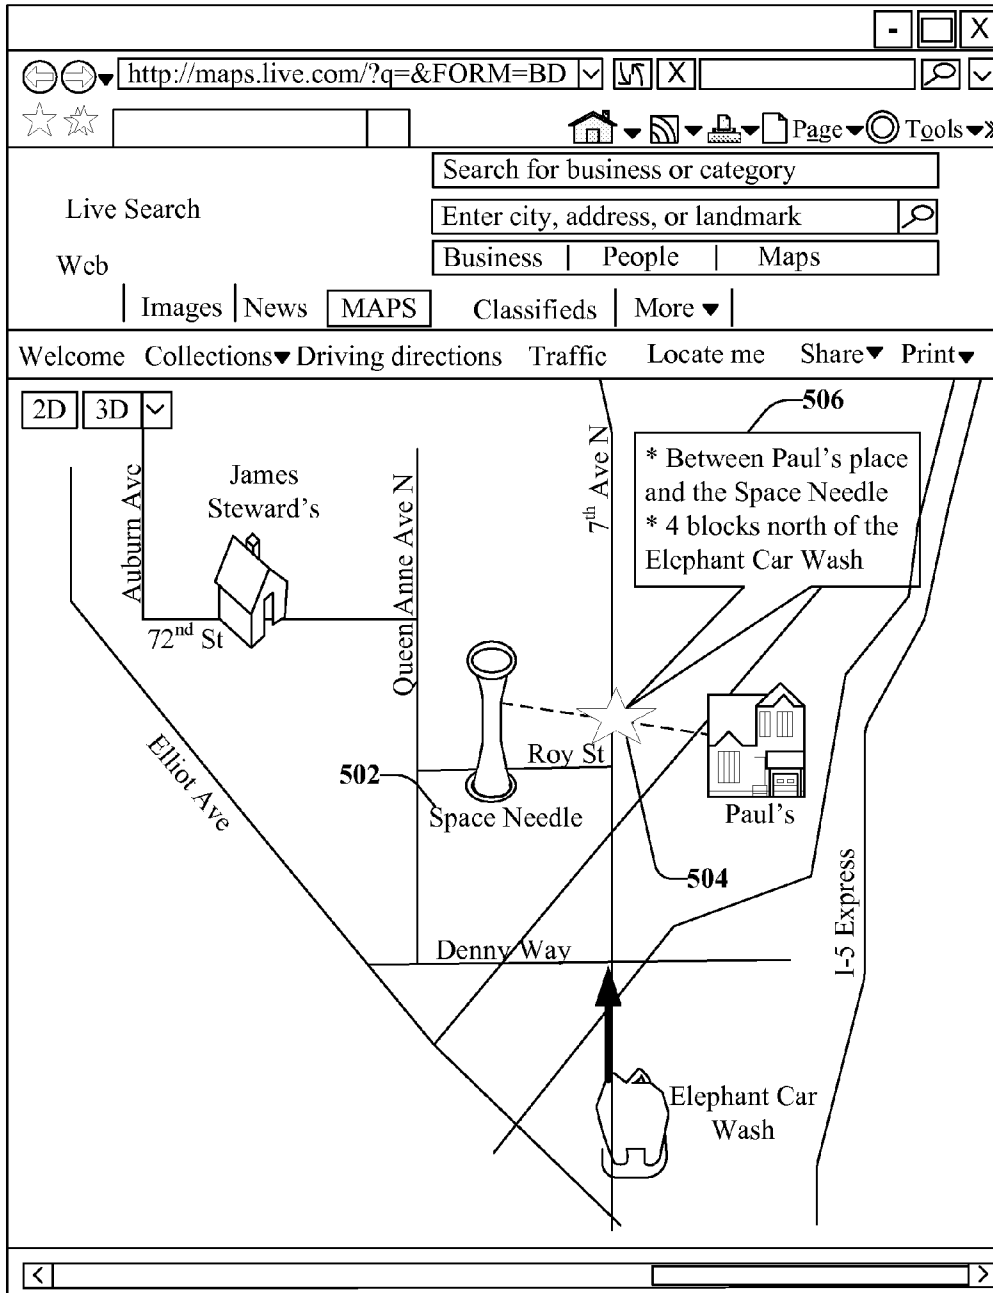 - X
http://maps.live.com/?q=&FORM=BD X
Page Tools »
Search for business or category
Live Search
Enter city, address, or landmark
Web
Business | People | Maps
Images News MAPS Classifieds More
Welcome Collections Driving directions Traffic Locate me Share Print
2D 3D
506
* Between Paul's place
and the Space Needle
* 4 blocks north of the
Elephant Car Wash
Auburn Ave
James
Steward's
Queen Anne Ave N
7th Ave N
72nd St
Elliot Ave
Roy St
502
Space Needle
Paul's
504
I-5 Express
Denny Way
Elephant Car
Wash
< >